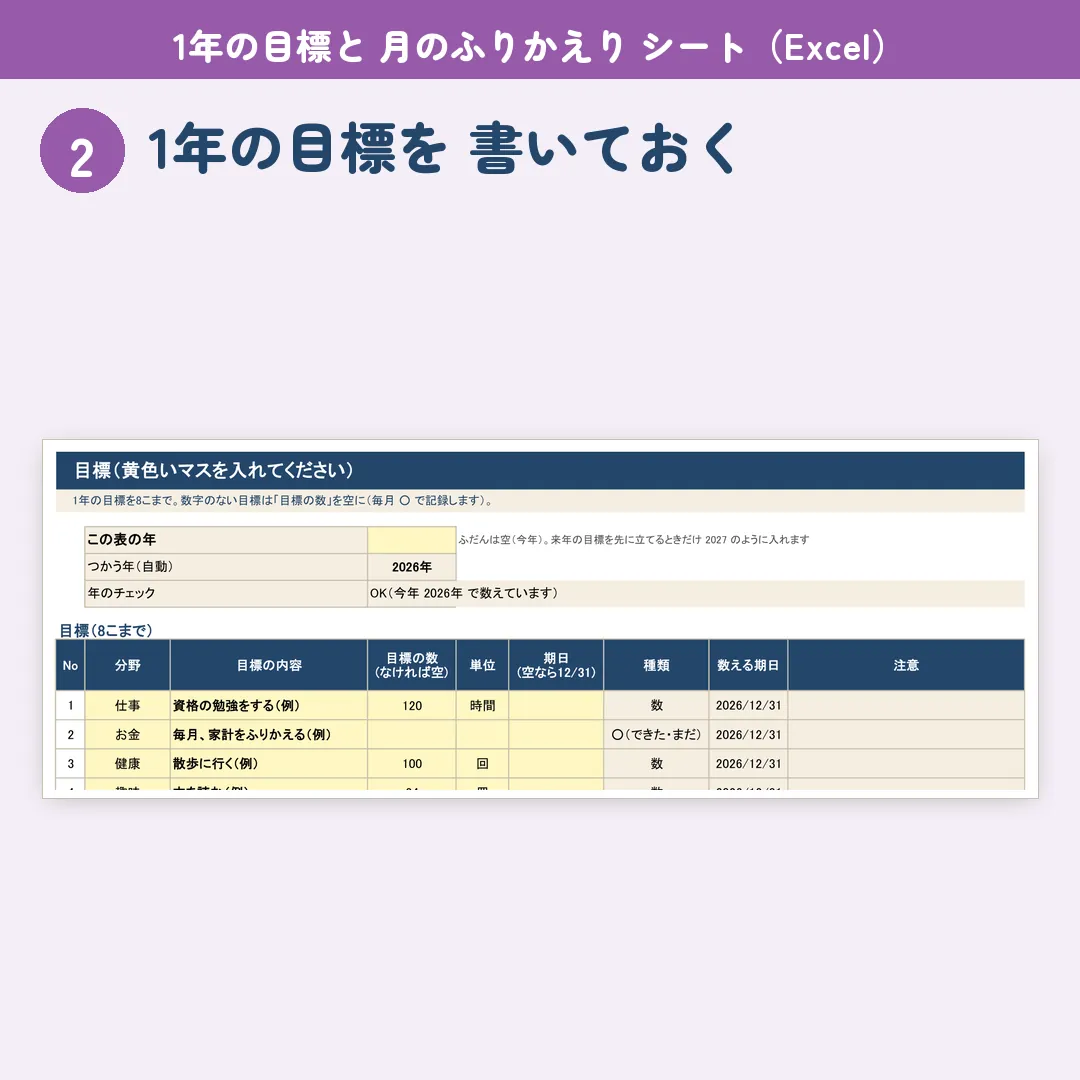 1年の目標と 月のふりかえり シート（Excel）
2
1年の目標を 書いておく
目標（黄色いマスを入れてください）
1年の目標を8こまで。数字のない目標は「目標の数」を空に（毎月 〇 で記録します）。
この表の年 ふだんは空（今年）。来年の目標を先に立てるときだけ 2027 のように入れます
つかう年（自動） 2026年
年のチェック OK（今年 2026年 で数えています）
目標（8こまで）
No 分野 目標の内容 目標の数（なければ空） 単位 期日（空なら12/31） 種類 数える期日 注意
1 仕事 資格の勉強をする（例） 120 時間 数 2026/12/31
2 お金 毎月、家計をふりかえる（例） 〇（できた・まだ） 2026/12/31
3 健康 散歩に行く（例） 100 回 数 2026/12/31